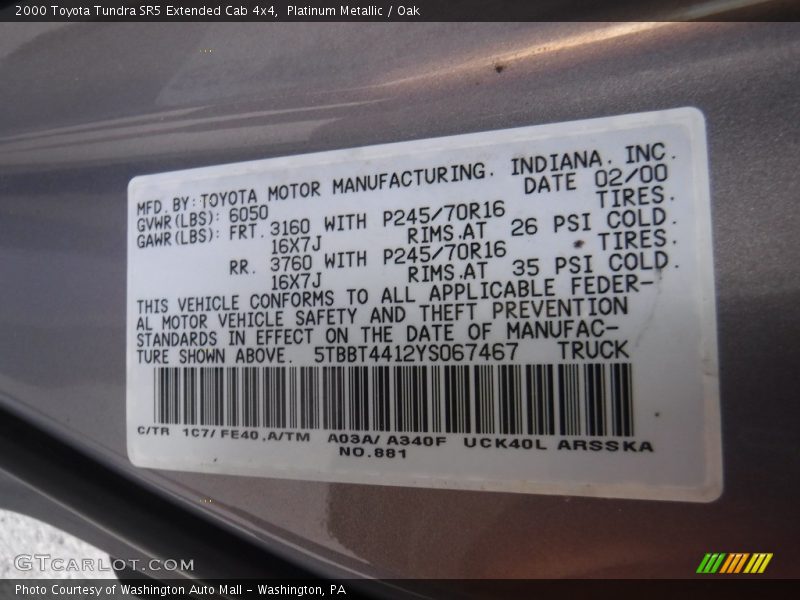 2000 Toyota Tundra SR5 Extended Cab 4x4, Platinum Metallic / Oak
MFD. BY: TOYOTA MOTOR MANUFACTURING. INDIANA. INC.
GVWR(LBS): 6050 DATE 02/00
GAWR(LBS): FRT. 3160 WITH P245/70R16 TIRES.
16X7J RIMS.AT 26 PSI COLD.
RR. 3760 WITH P245/70R16 TIRES.
16X7J RIMS.AT 35 PSI COLD.
THIS VEHICLE CONFORMS TO ALL APPLICABLE FEDER-
AL MOTOR VEHICLE SAFETY AND THEFT PREVENTION
STANDARDS IN EFFECT ON THE DATE OF MANUFAC-
TURE SHOWN ABOVE. 5TBBT4412YS067467 TRUCK
C/TR 1C7/ FE40 ,A/TM A03A/ A340F UCK40L ARSSKA
NO.881
GTCARLOT.COM
Photo Courtesy of Washington Auto Mall - Washington, PA